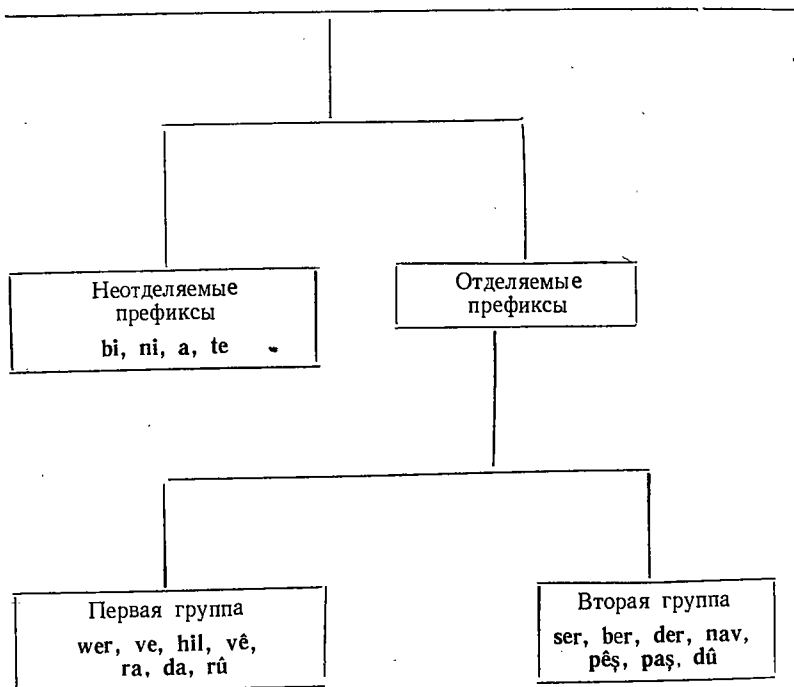 Неотделяемые
префиксы
bi, ni, a, te
Отделяемые
префиксы
Первая группа
wer, ve, hil, vê,
ra, da, rû
Вторая группа
ser, ber, der, nav,
pêş, paş, dû